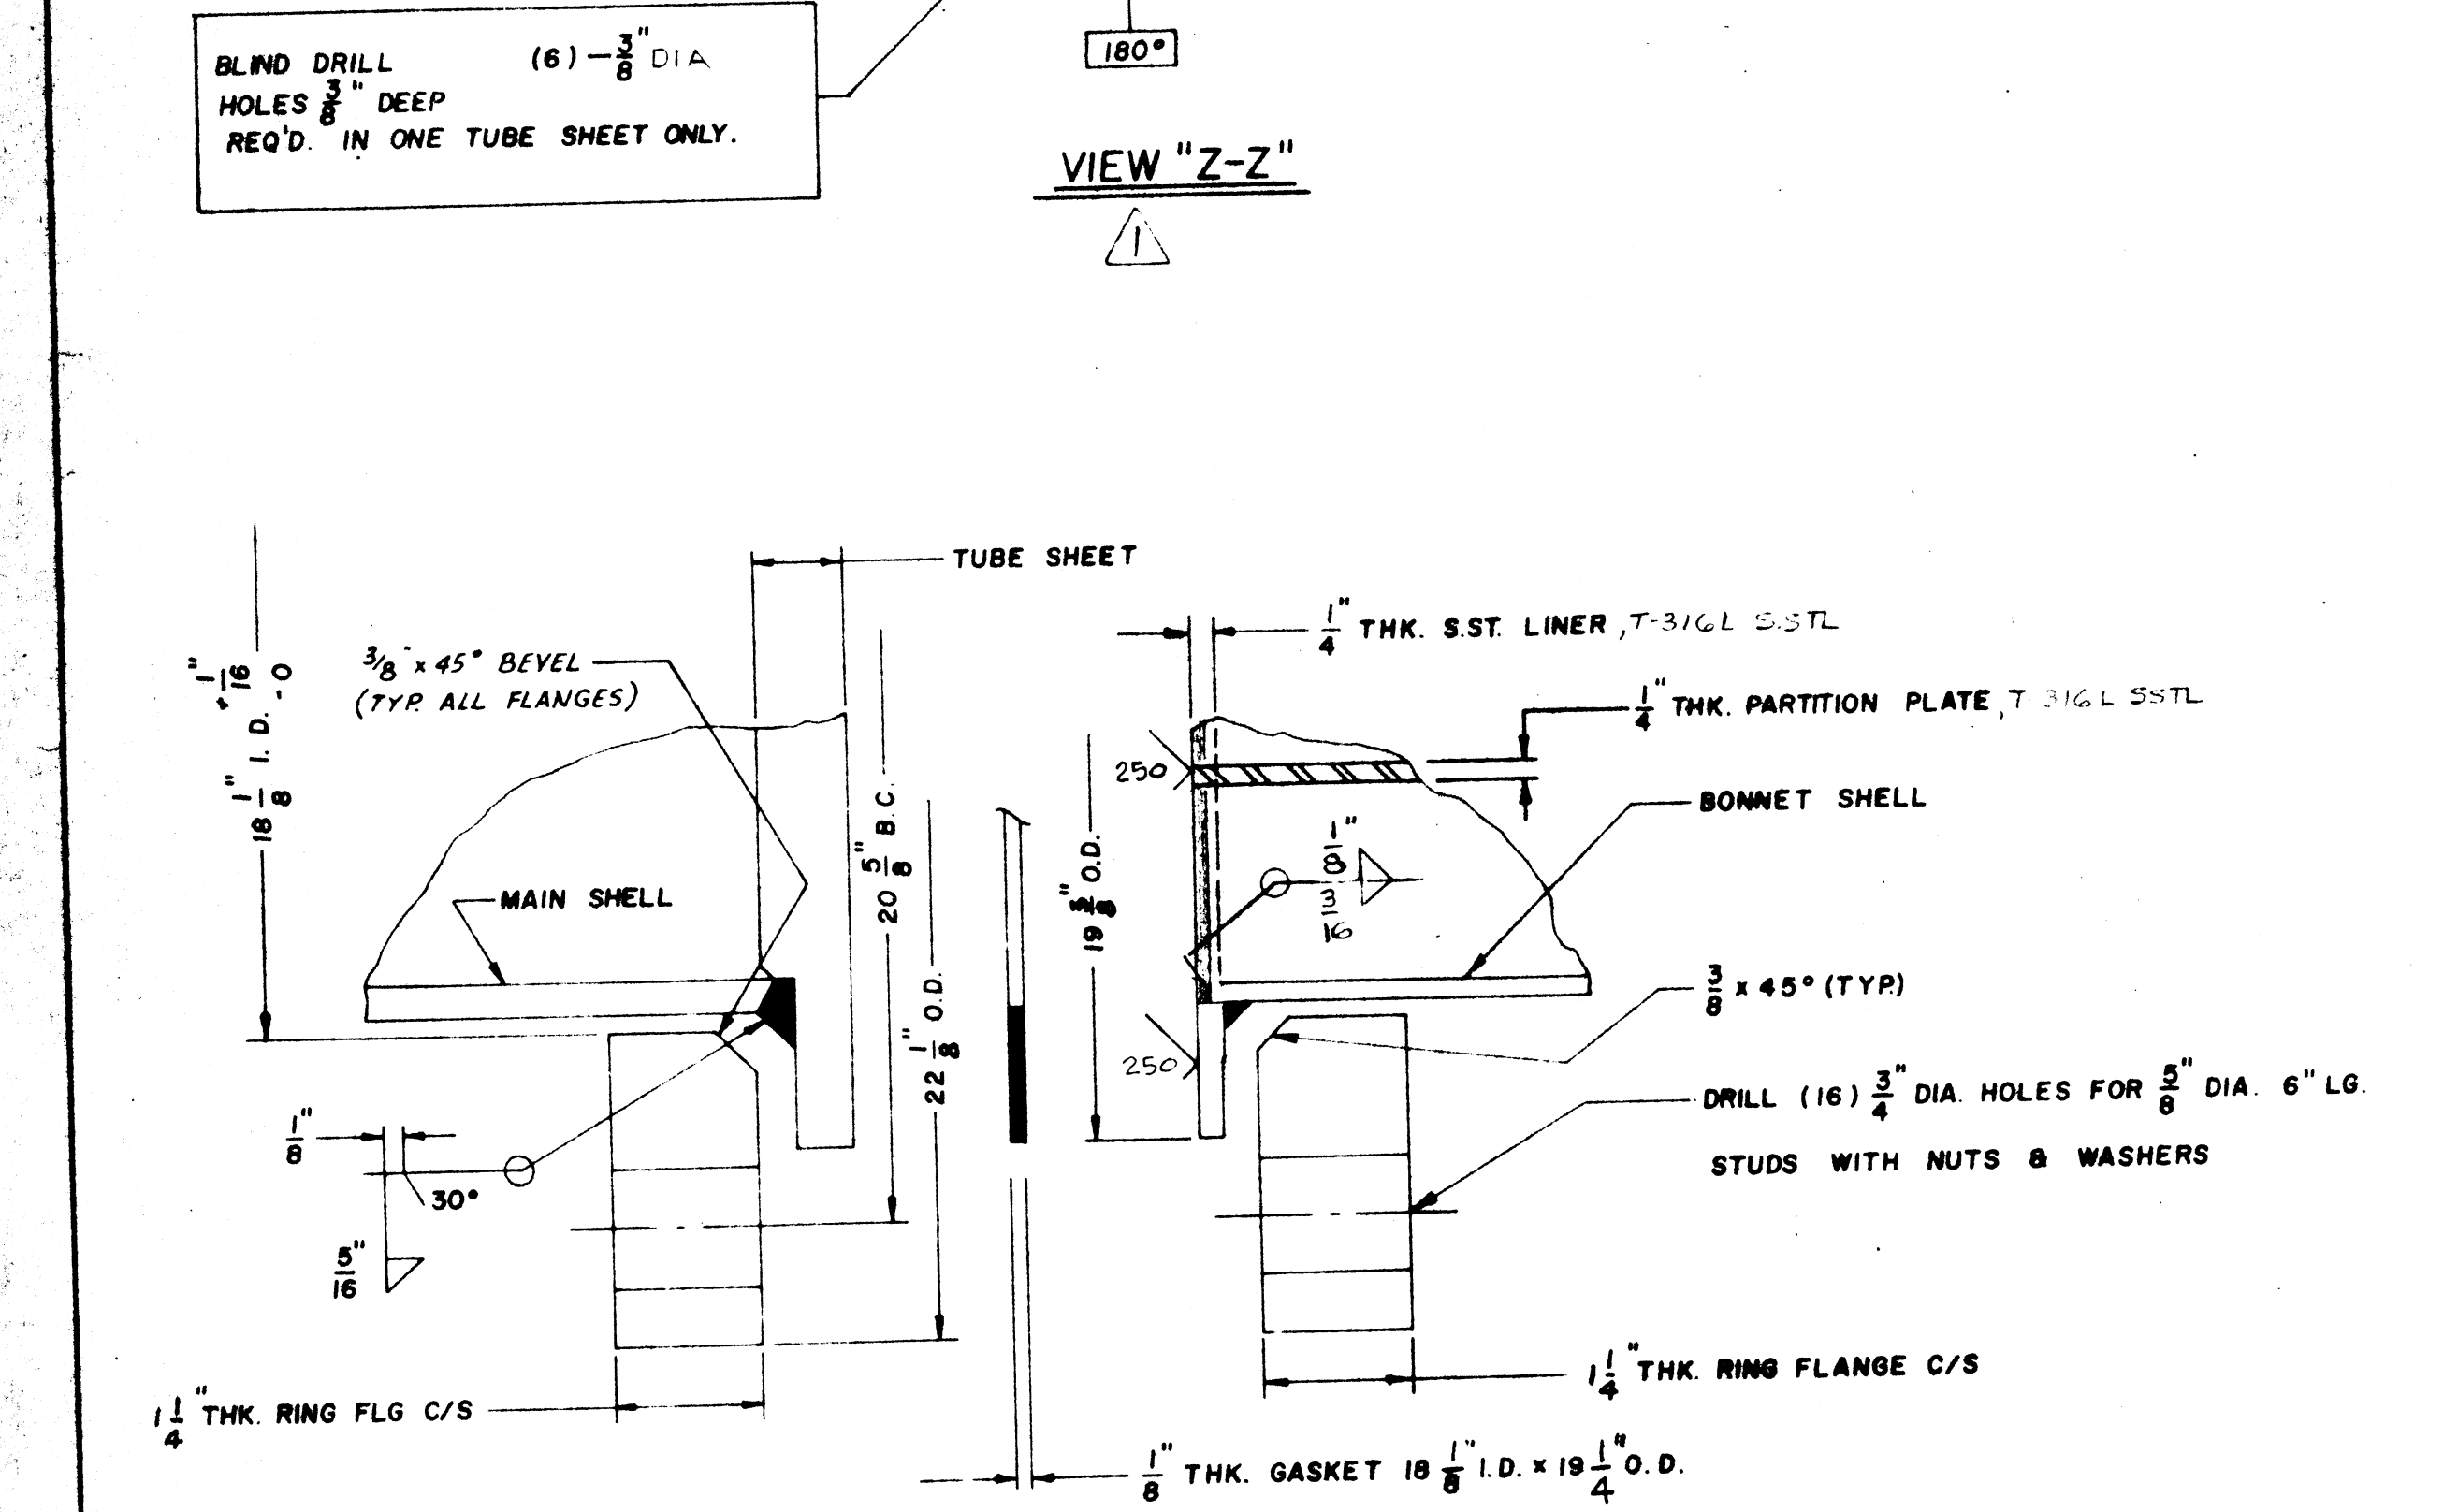 BLIND DRILL (6)-3/8" DIA
HOLES 3/8" DEEP
REQ'D. IN ONE TUBE SHEET ONLY.
180°
VIEW "Z-Z"
1
TUBE SHEET
3/8" x 45° BEVEL
(TYP. ALL FLANGES)
18 1/8" I.D. +1/16" -0
MAIN SHELL
20 5/8" B.C.
22 1/8" O.D.
1/8"
30°
5/16"
1 1/4" THK. RING FLG C/S
1/4" THK. S.ST. LINER, T-316L S.STL
1/4" THK. PARTITION PLATE, T 316L SSTL
250
BONNET SHELL
1/8"
3/16
19 5/8" O.D.
3/8 x 45° (TYP.)
250
DRILL (16) 3/4" DIA. HOLES FOR 5/8" DIA. 6" LG.
STUDS WITH NUTS & WASHERS
1 1/4" THK. RING FLANGE C/S
1/8" THK. GASKET 18 1/8" I.D. x 19 1/4" O.D.